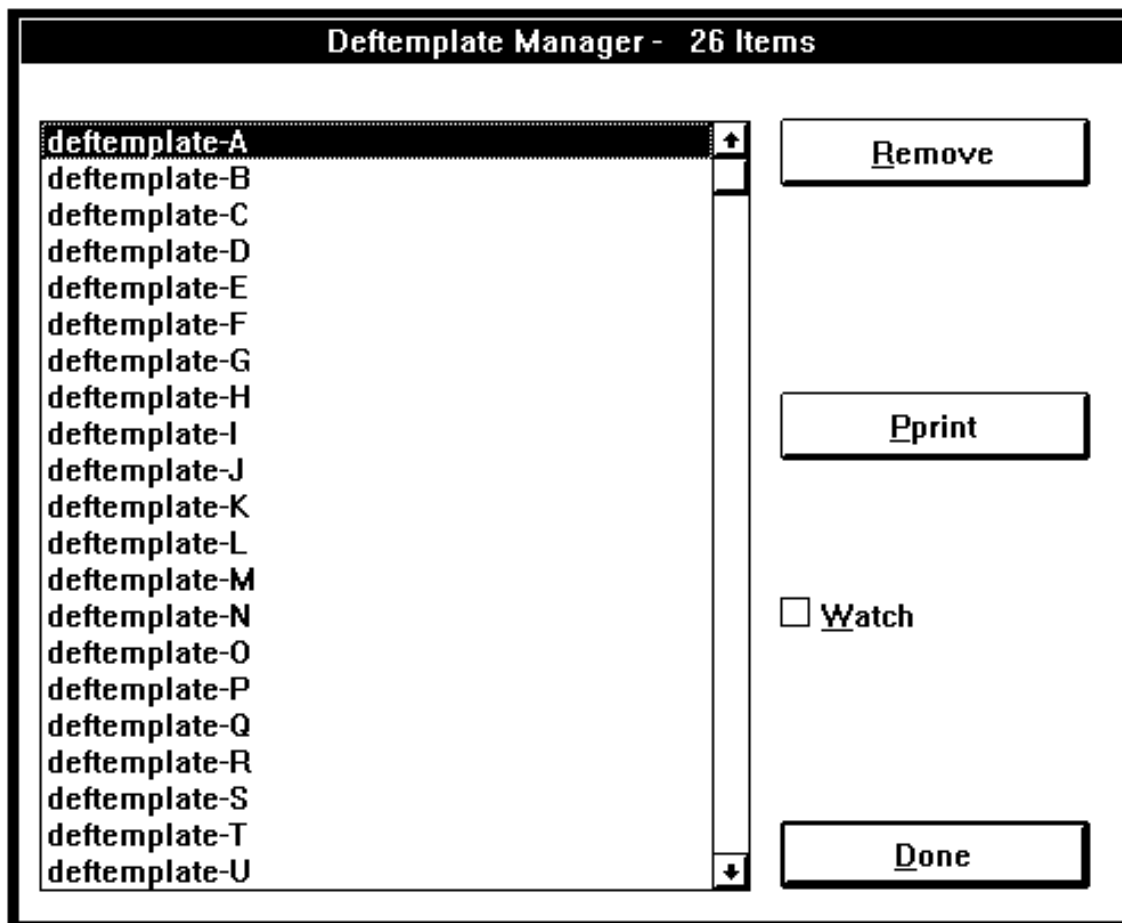 Deftemplate Manager - 26 Items
deftemplate-A
deftemplate-B
deftemplate-C
deftemplate-D
deftemplate-E
deftemplate-F
deftemplate-G
deftemplate-H
deftemplate-I
deftemplate-J
deftemplate-K
deftemplate-L
deftemplate-M
deftemplate-N
deftemplate-O
deftemplate-P
deftemplate-Q
deftemplate-R
deftemplate-S
deftemplate-T
deftemplate-U
Remove
Pprint
Watch
Done